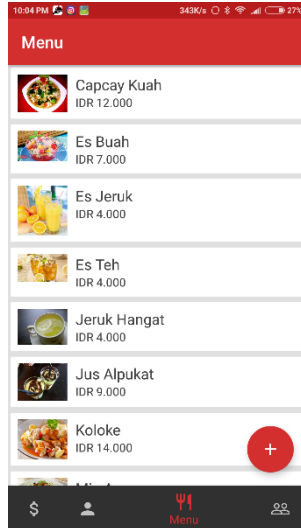 10:04 PM 343K/s 27%
Menu
Capcay Kuah
IDR 12.000
Es Buah
IDR 7.000
Es Jeruk
IDR 4.000
Es Teh
IDR 4.000
Jeruk Hangat
IDR 4.000
Jus Alpukat
IDR 9.000
Koloke
IDR 14.000
+
$
Menu